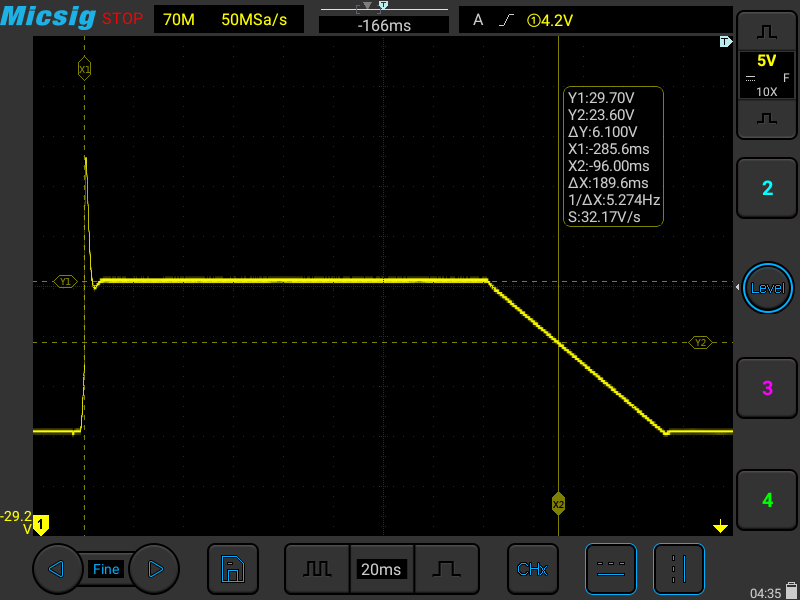 Micsig STOP 70M 50MSa/s T -166ms A ①4.2V
T
X1
5V
F
10X
Y1:29.70V
Y2:23.60V
ΔY:6.100V
X1:-285.6ms
X2:-96.00ms
ΔX:189.6ms
1/ΔX:5.274Hz
S:32.17V/s
2
Y1
Level
Y2
3
X2
4
-29.2
V
1
Fine 20ms CHx
04:35